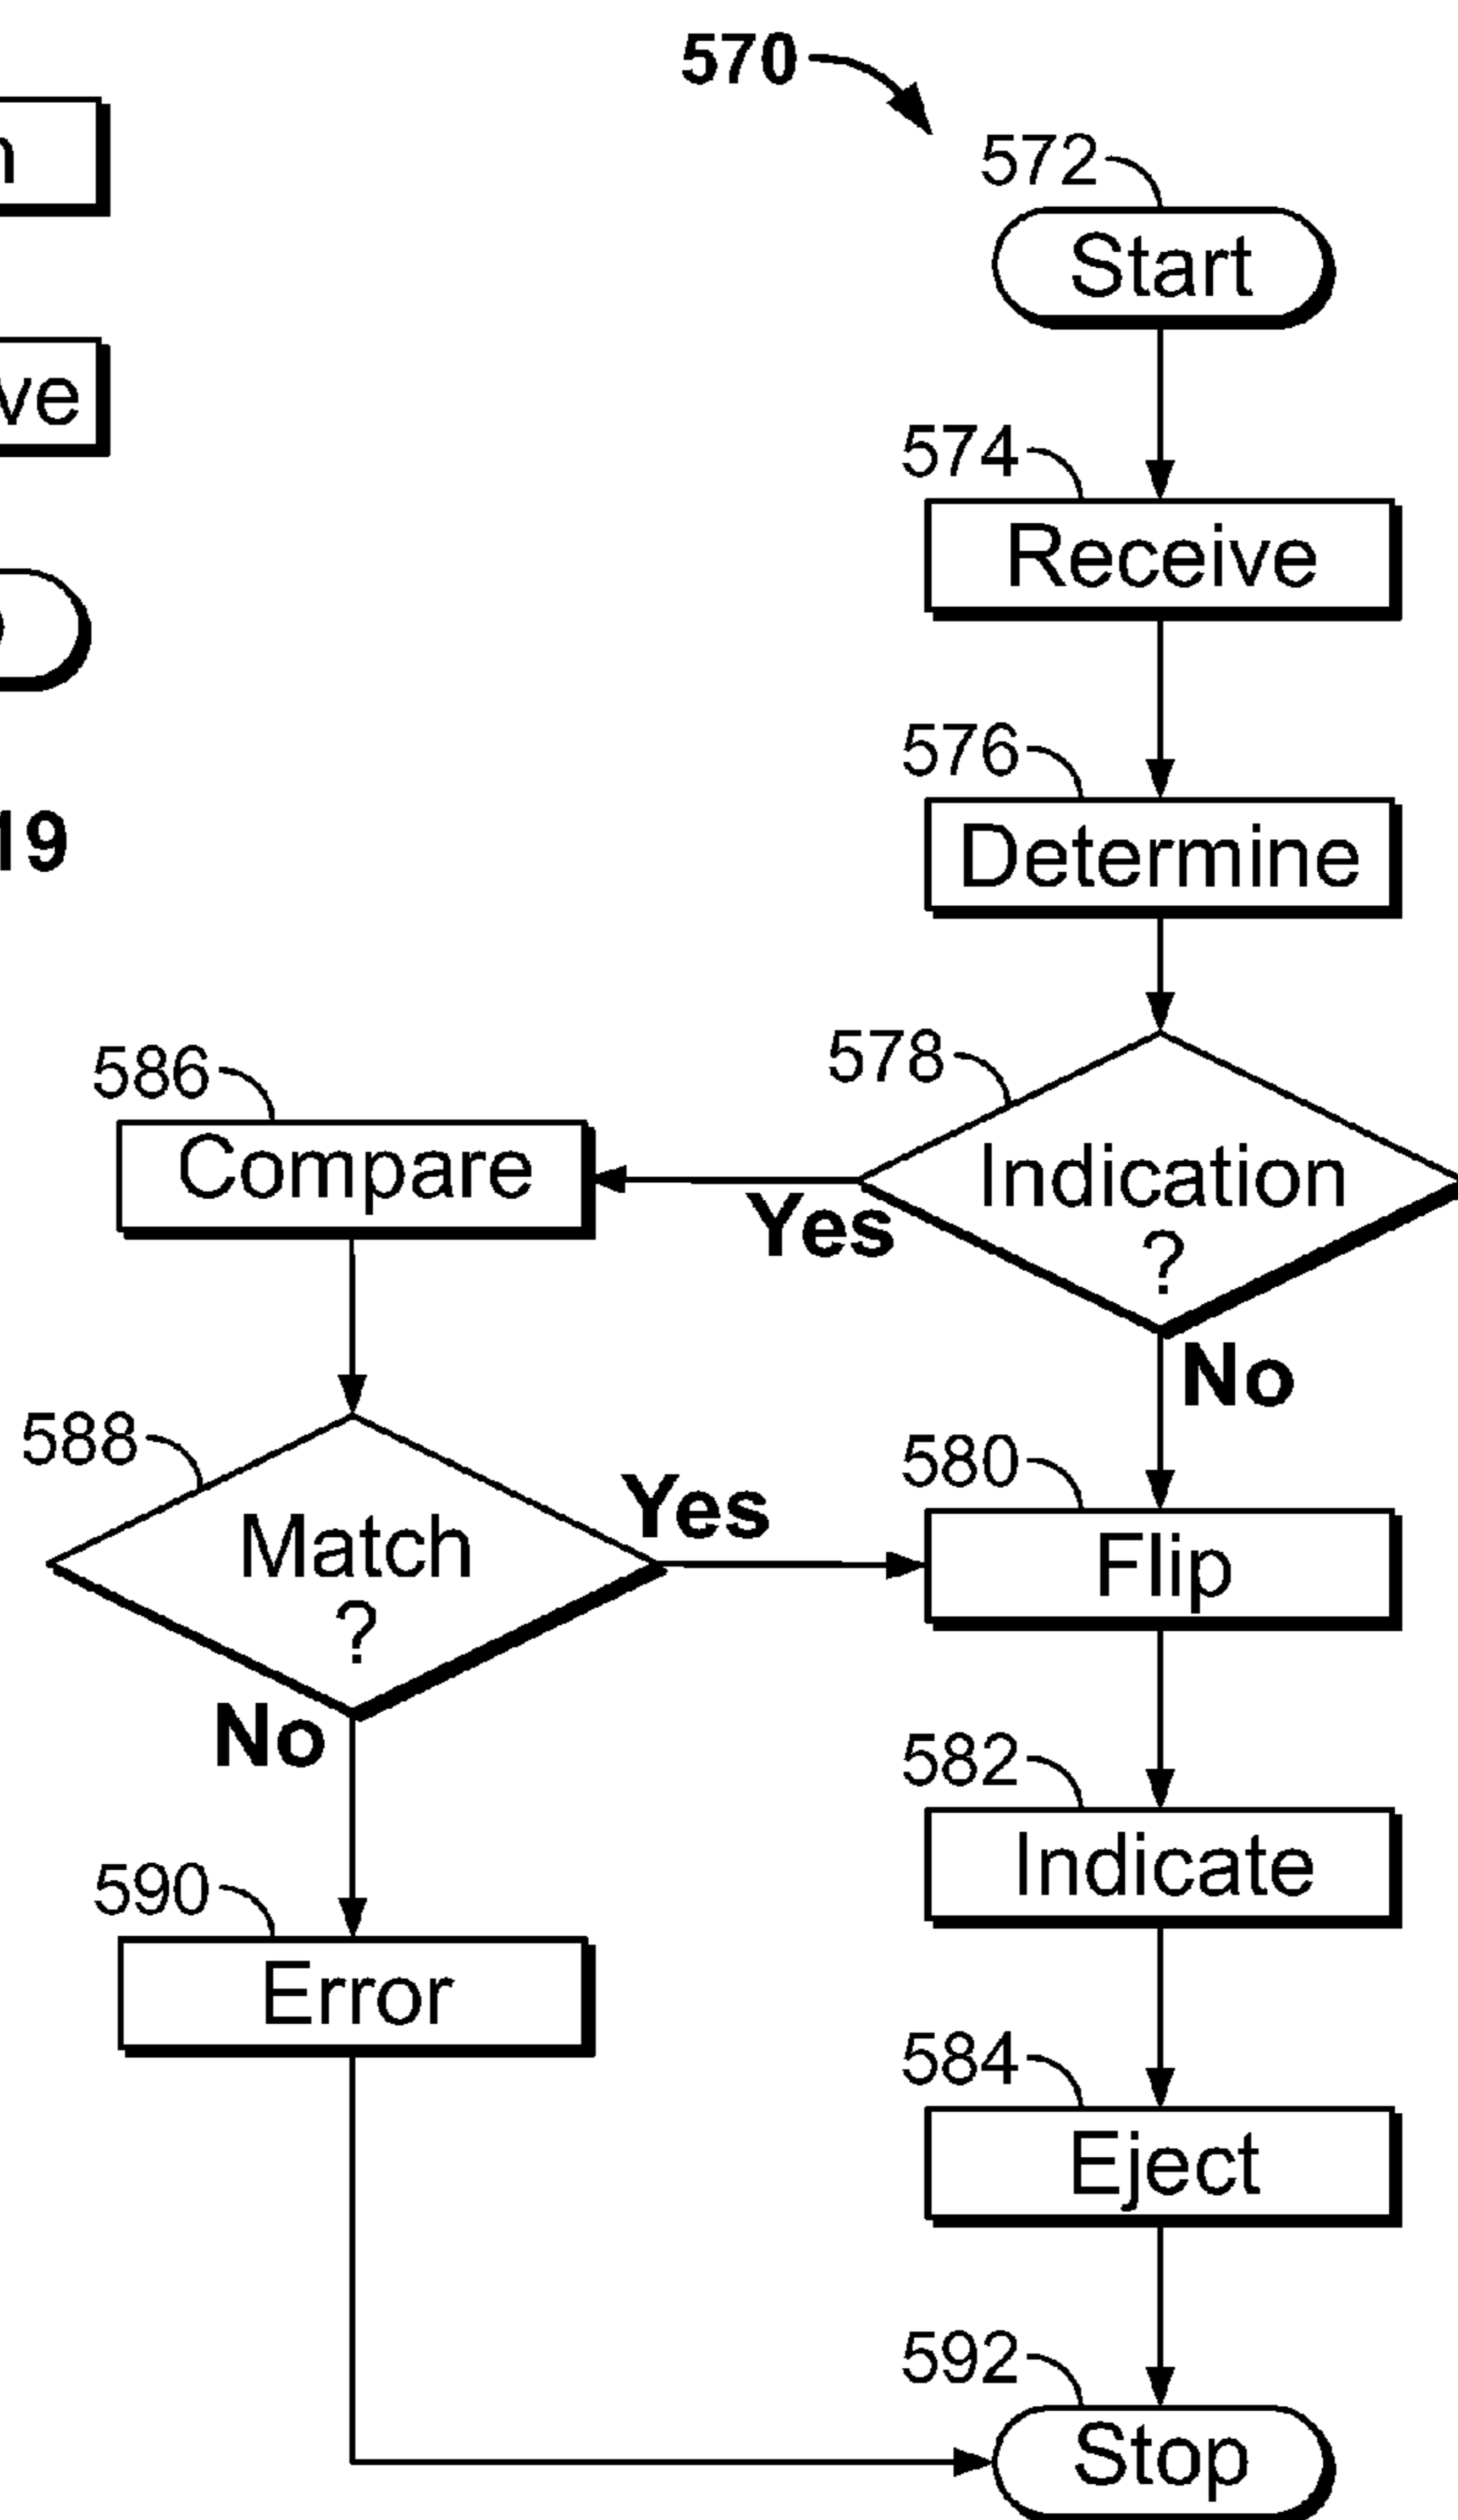 570
572
Start
574
Receive
576
Determine
578
Indication
?
Yes
No
586
Compare
588
Match
?
Yes
No
580
Flip
582
Indicate
590
Error
584
Eject
592
Stop
19